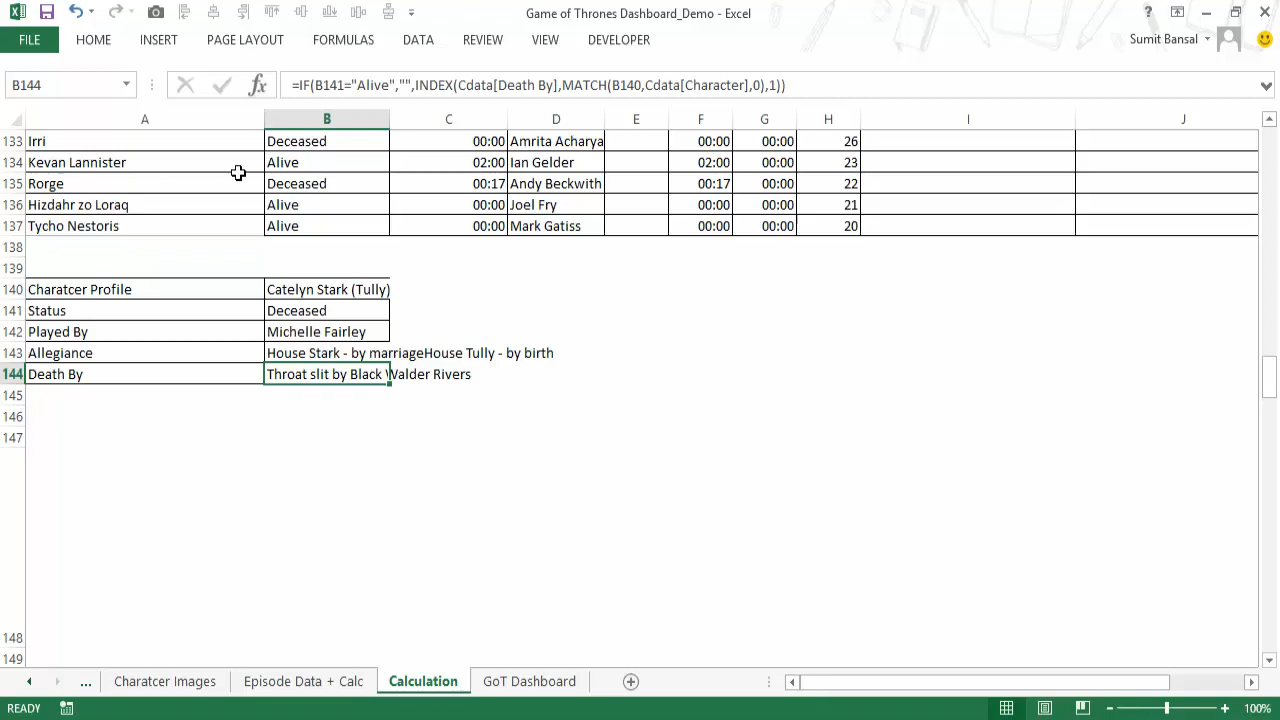 Game of Thrones Dashboard_Demo - Excel
?
FILE HOME INSERT PAGE LAYOUT FORMULAS DATA REVIEW VIEW DEVELOPER Sumit Bansal
B144 fx =IF(B141="Alive","",INDEX(Cdata[Death By],MATCH(B140,Cdata[Character],0),1))
A B C D E F G H I J
133 Irri Deceased 00:00 Amrita Acharya 00:00 00:00 26
134 Kevan Lannister Alive 02:00 Ian Gelder 02:00 00:00 23
135 Rorge Deceased 00:17 Andy Beckwith 00:17 00:00 22
136 Hizdahr zo Loraq Alive 00:00 Joel Fry 00:00 00:00 21
137 Tycho Nestoris Alive 00:00 Mark Gatiss 00:00 00:00 20
138
139
140 Charatcer Profile Catelyn Stark (Tully)
141 Status Deceased
142 Played By Michelle Fairley
143 Allegiance House Stark - by marriageHouse Tully - by birth
144 Death By Throat slit by Black Walder Rivers
145
146
147
148
149
... Charatcer Images Episode Data + Calc Calculation GoT Dashboard
READY 100%